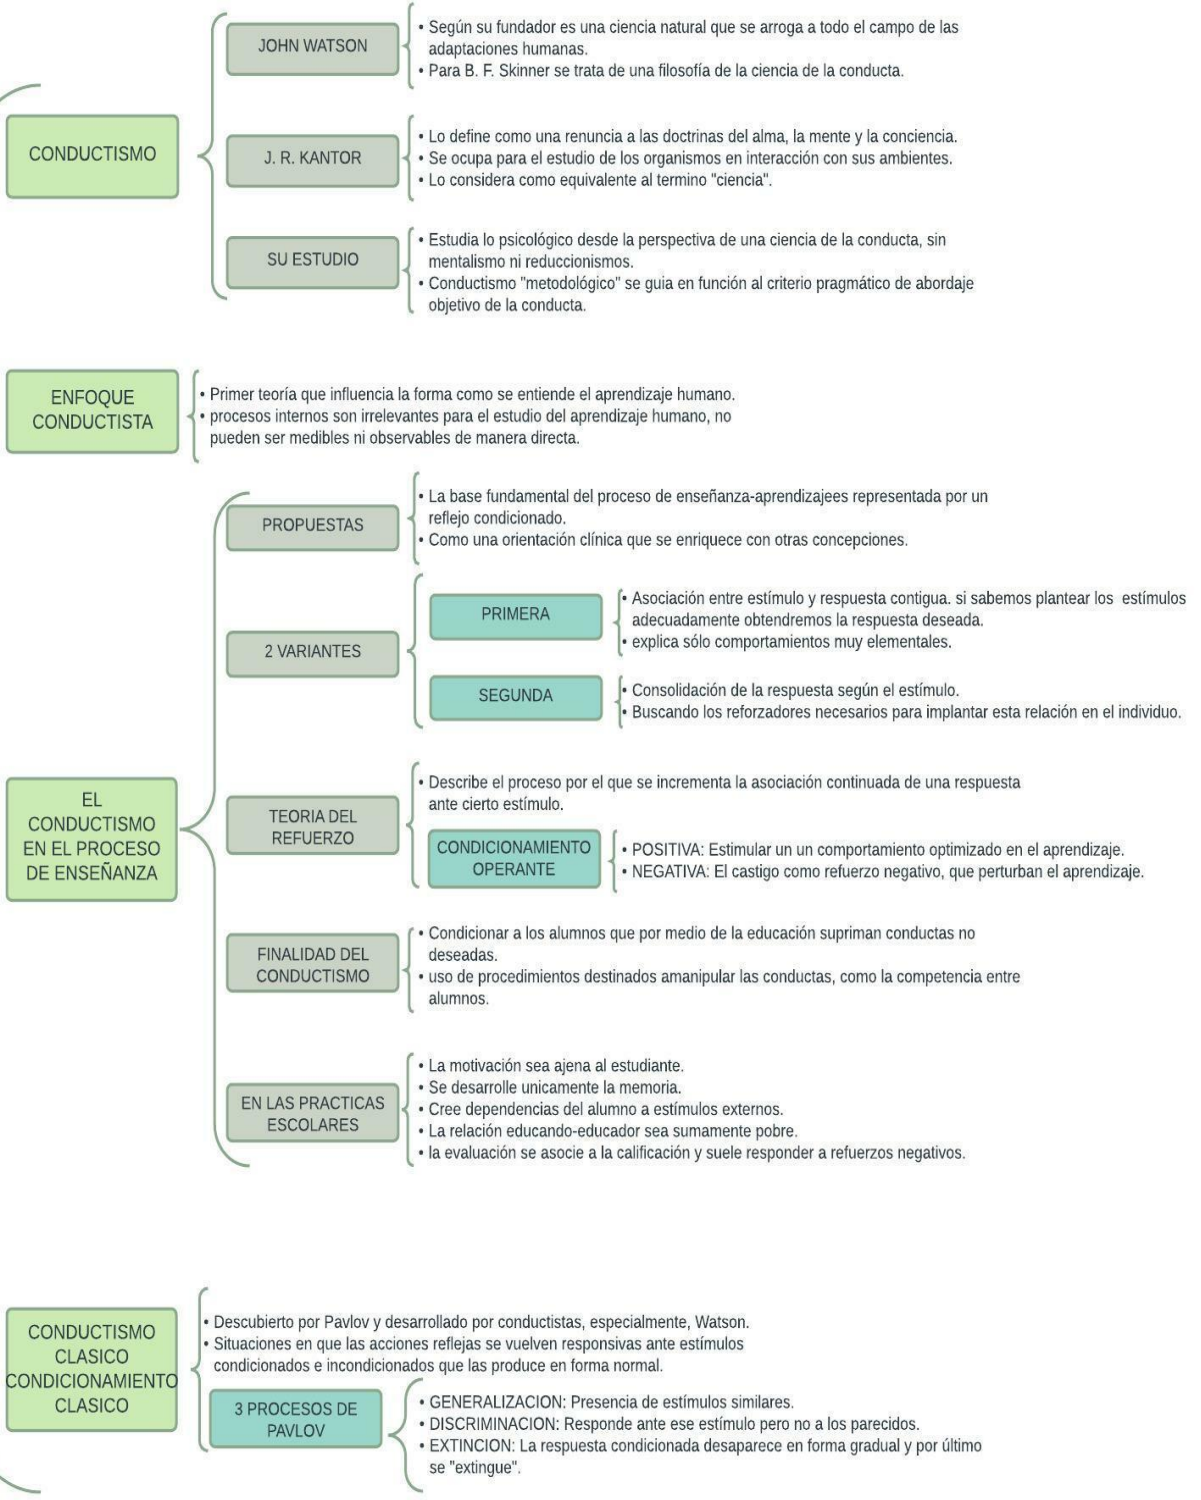 CONDUCTISMO
JOHN WATSON
• Según su fundador es una ciencia natural que se arroga a todo el campo de las
adaptaciones humanas.
• Para B. F. Skinner se trata de una filosofía de la ciencia de la conducta.
J. R. KANTOR
• Lo define como una renuncia a las doctrinas del alma, la mente y la conciencia.
• Se ocupa para el estudio de los organismos en interacción con sus ambientes.
• Lo considera como equivalente al termino "ciencia".
SU ESTUDIO
• Estudia lo psicológico desde la perspectiva de una ciencia de la conducta, sin
mentalismo ni reduccionismos.
• Conductismo "metodológico" se guia en función al criterio pragmático de abordaje
objetivo de la conducta.
ENFOQUE
CONDUCTISTA
• Primer teoría que influencia la forma como se entiende el aprendizaje humano.
• procesos internos son irrelevantes para el estudio del aprendizaje humano, no
pueden ser medibles ni observables de manera directa.
EL
CONDUCTISMO
EN EL PROCESO
DE ENSEÑANZA
PROPUESTAS
• La base fundamental del proceso de enseñanza-aprendizajees representada por un
reflejo condicionado.
• Como una orientación clínica que se enriquece con otras concepciones.
2 VARIANTES
PRIMERA
• Asociación entre estímulo y respuesta contigua. si sabemos plantear los estímulos
adecuadamente obtendremos la respuesta deseada.
• explica sólo comportamientos muy elementales.
SEGUNDA
• Consolidación de la respuesta según el estímulo.
• Buscando los reforzadores necesarios para implantar esta relación en el individuo.
TEORIA DEL
REFUERZO
• Describe el proceso por el que se incrementa la asociación continuada de una respuesta
ante cierto estímulo.
CONDICIONAMIENTO
OPERANTE
• POSITIVA: Estimular un un comportamiento optimizado en el aprendizaje.
• NEGATIVA: El castigo como refuerzo negativo, que perturban el aprendizaje.
FINALIDAD DEL
CONDUCTISMO
• Condicionar a los alumnos que por medio de la educación supriman conductas no
deseadas.
• uso de procedimientos destinados amanipular las conductas, como la competencia entre
alumnos.
EN LAS PRACTICAS
ESCOLARES
• La motivación sea ajena al estudiante.
• Se desarrolle unicamente la memoria.
• Cree dependencias del alumno a estímulos externos.
• La relación educando-educador sea sumamente pobre.
• la evaluación se asocie a la calificación y suele responder a refuerzos negativos.
CONDUCTISMO
CLASICO
CONDICIONAMIENTO
CLASICO
• Descubierto por Pavlov y desarrollado por conductistas, especialmente, Watson.
• Situaciones en que las acciones reflejas se vuelven responsivas ante estímulos
condicionados e incondicionados que las produce en forma normal.
3 PROCESOS DE
PAVLOV
• GENERALIZACION: Presencia de estímulos similares.
• DISCRIMINACION: Responde ante ese estímulo pero no a los parecidos.
• EXTINCION: La respuesta condicionada desaparece en forma gradual y por último
se "extingue".